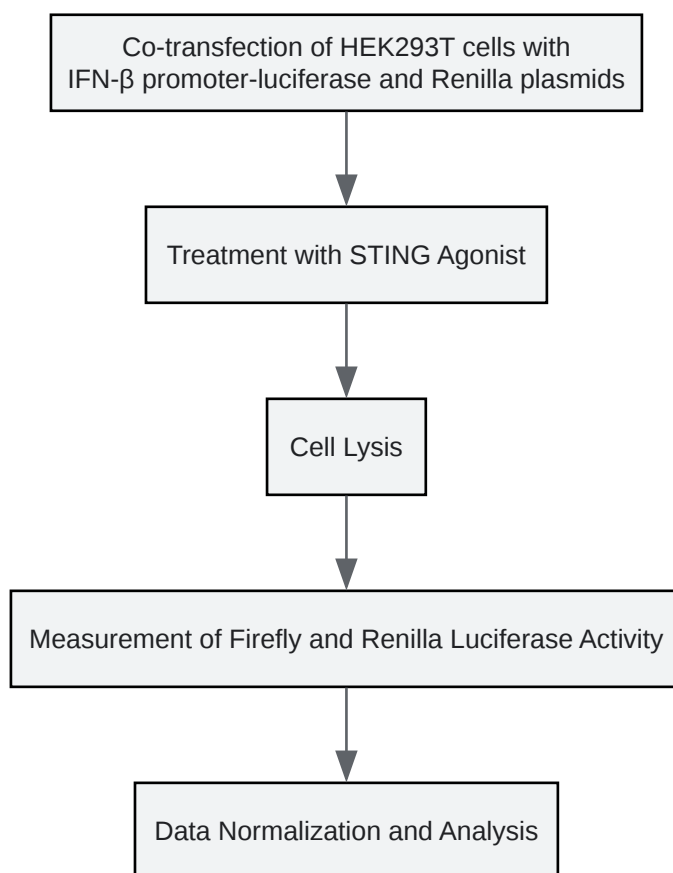 Co-transfection of HEK293T cells with
IFN-β promoter-luciferase and Renilla plasmids
Treatment with STING Agonist
Cell Lysis
Measurement of Firefly and Renilla Luciferase Activity
Data Normalization and Analysis